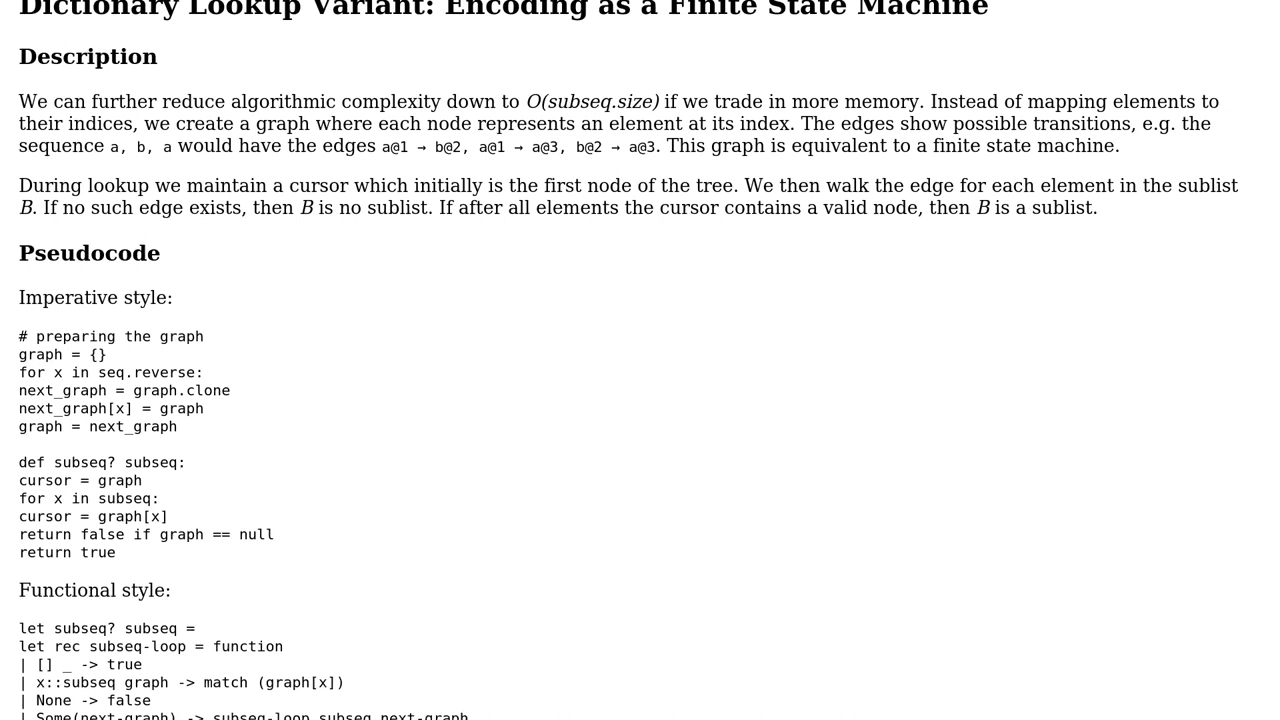 Dictionary Lookup Variant: Encoding as a Finite State Machine
Description
We can further reduce algorithmic complexity down to O(subseq.size) if we trade in more memory. Instead of mapping elements to
their indices, we create a graph where each node represents an element at its index. The edges show possible transitions, e.g. the
sequence a, b, a would have the edges a@1 → b@2, a@1 → a@3, b@2 → a@3. This graph is equivalent to a finite state machine.
During lookup we maintain a cursor which initially is the first node of the tree. We then walk the edge for each element in the sublist
B. If no such edge exists, then B is no sublist. If after all elements the cursor contains a valid node, then B is a sublist.
Pseudocode
Imperative style:
# preparing the graph
graph = {}
for x in seq.reverse:
next_graph = graph.clone
next_graph[x] = graph
graph = next_graph
def subseq? subseq:
cursor = graph
for x in subseq:
cursor = graph[x]
return false if graph == null
return true
Functional style:
let subseq? subseq =
let rec subseq-loop = function
| [] _ -> true
| x::subseq graph -> match (graph[x])
| None -> false
| Some(next-graph) -> subseq-loop subseq next-graph